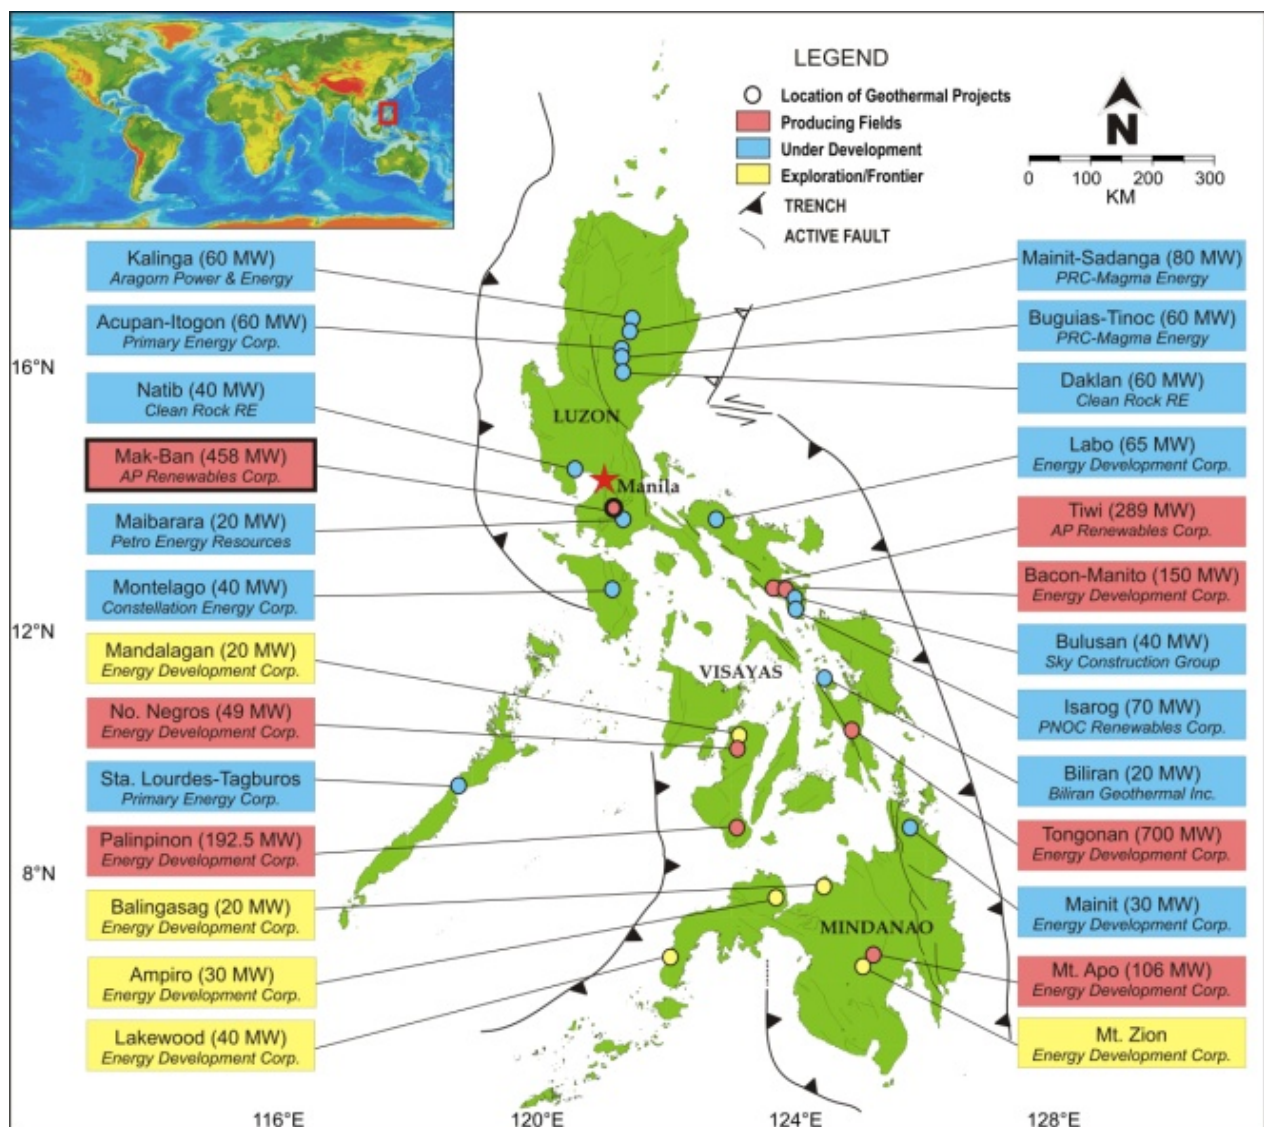 LEGEND
Location of Geothermal Projects
Producing Fields
Under Development
Exploration/Frontier
TRENCH
ACTIVE FAULT
N
0 100 200 300
KM
Kalinga (60 MW)
Aragorn Power & Energy
Acupan-Itogon (60 MW)
Primary Energy Corp.
Natib (40 MW)
Clean Rock RE
Mak-Ban (458 MW)
AP Renewables Corp.
Maibarara (20 MW)
Petro Energy Resources
Montelago (40 MW)
Constellation Energy Corp.
Mandalagan (20 MW)
Energy Development Corp.
No. Negros (49 MW)
Energy Development Corp.
Sta. Lourdes-Tagburos
Primary Energy Corp.
Palinpinon (192.5 MW)
Energy Development Corp.
Balingasag (20 MW)
Energy Development Corp.
Ampiro (30 MW)
Energy Development Corp.
Lakewood (40 MW)
Energy Development Corp.
16°N
12°N
8°N
LUZON
Manila
VISAYAS
MINDANAO
Mainit-Sadanga (80 MW)
PRC-Magma Energy
Buguias-Tinoc (60 MW)
PRC-Magma Energy
Daklan (60 MW)
Clean Rock RE
Labo (65 MW)
Energy Development Corp.
Tiwi (289 MW)
AP Renewables Corp.
Bacon-Manito (150 MW)
Energy Development Corp.
Bulusan (40 MW)
Sky Construction Group
Isarog (70 MW)
PNOC Renewables Corp.
Biliran (20 MW)
Biliran Geothermal Inc.
Tongonan (700 MW)
Energy Development Corp.
Mainit (30 MW)
Energy Development Corp.
Mt. Apo (106 MW)
Energy Development Corp.
Mt. Zion
Energy Development Corp.
116°E 120°E 124°E 128°E